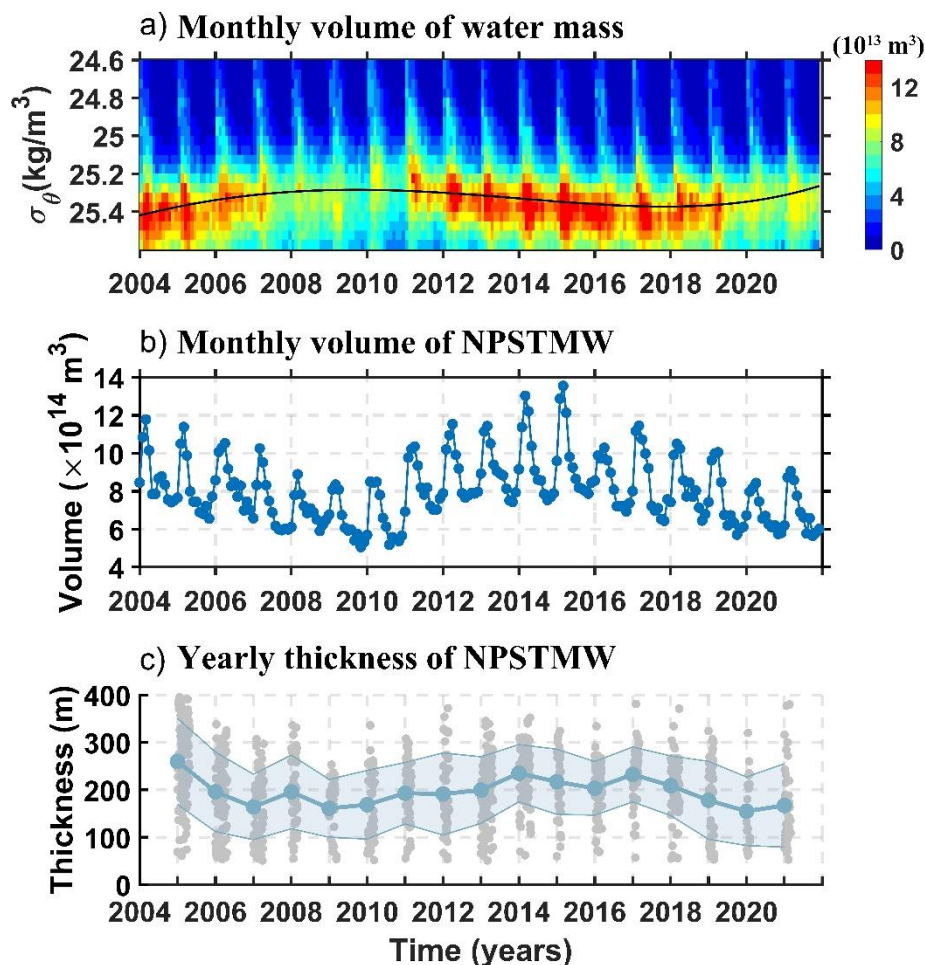 a) Monthly volume of water mass
(10¹³ m³)
24.6
24.8
25
25.2
25.4
σθ(kg/m³)
12
8
4
0
2004 2006 2008 2010 2012 2014 2016 2018 2020
b) Monthly volume of NPSTMW
14
12
10
8
6
4
Volume (×10¹⁴ m³)
2004 2006 2008 2010 2012 2014 2016 2018 2020
c) Yearly thickness of NPSTMW
400
300
200
100
0
Thickness (m)
2004 2006 2008 2010 2012 2014 2016 2018 2020
Time (years)